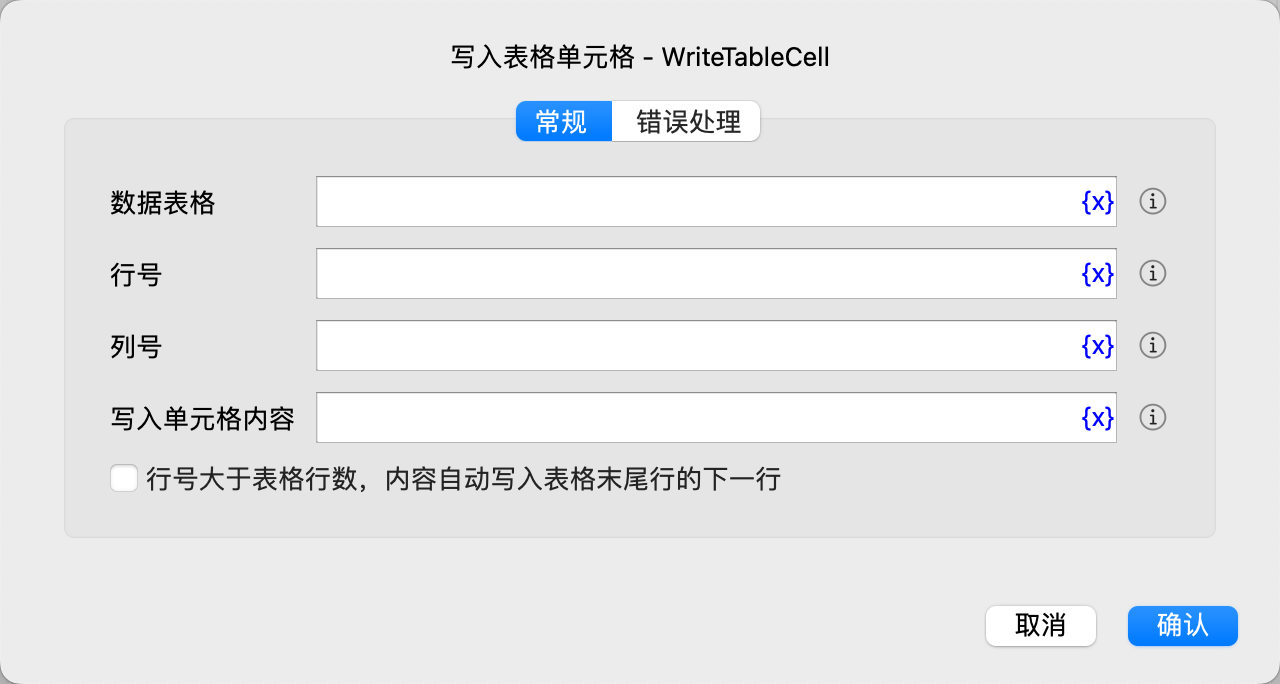 写入表格单元格 - WriteTableCell
常规 错误处理
数据表格 {x}
行号 {x}
列号 {x}
写入单元格内容 {x}
行号大于表格行数，内容自动写入表格末尾行的下一行
取消 确认